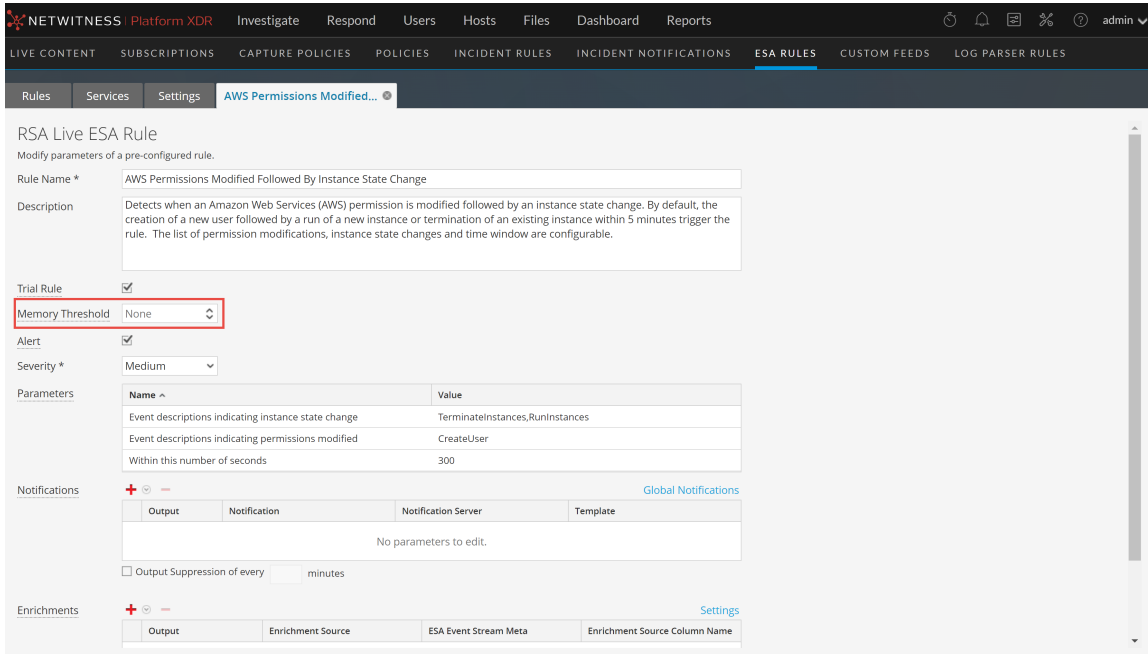 NETWITNESS Platform XDR Investigate Respond Users Hosts Files Dashboard Reports admin
LIVE CONTENT SUBSCRIPTIONS CAPTURE POLICIES POLICIES INCIDENT RULES INCIDENT NOTIFICATIONS ESA RULES CUSTOM FEEDS LOG PARSER RULES
Rules Services Settings AWS Permissions Modified...
RSA Live ESA Rule
Modify parameters of a pre-configured rule.
Rule Name * AWS Permissions Modified Followed By Instance State Change
Description Detects when an Amazon Web Services (AWS) permission is modified followed by an instance state change. By default, the
creation of a new user followed by a run of a new instance or termination of an existing instance within 5 minutes trigger the
rule. The list of permission modifications, instance state changes and time window are configurable.
Trial Rule
Memory Threshold None
Alert
Severity * Medium
Parameters Name Value
Event descriptions indicating instance state change TerminateInstances,RunInstances
Event descriptions indicating permissions modified CreateUser
Within this number of seconds 300
Notifications Global Notifications
Output Notification Notification Server Template
No parameters to edit.
Output Suppression of every minutes
Enrichments Settings
Output Enrichment Source ESA Event Stream Meta Enrichment Source Column Name